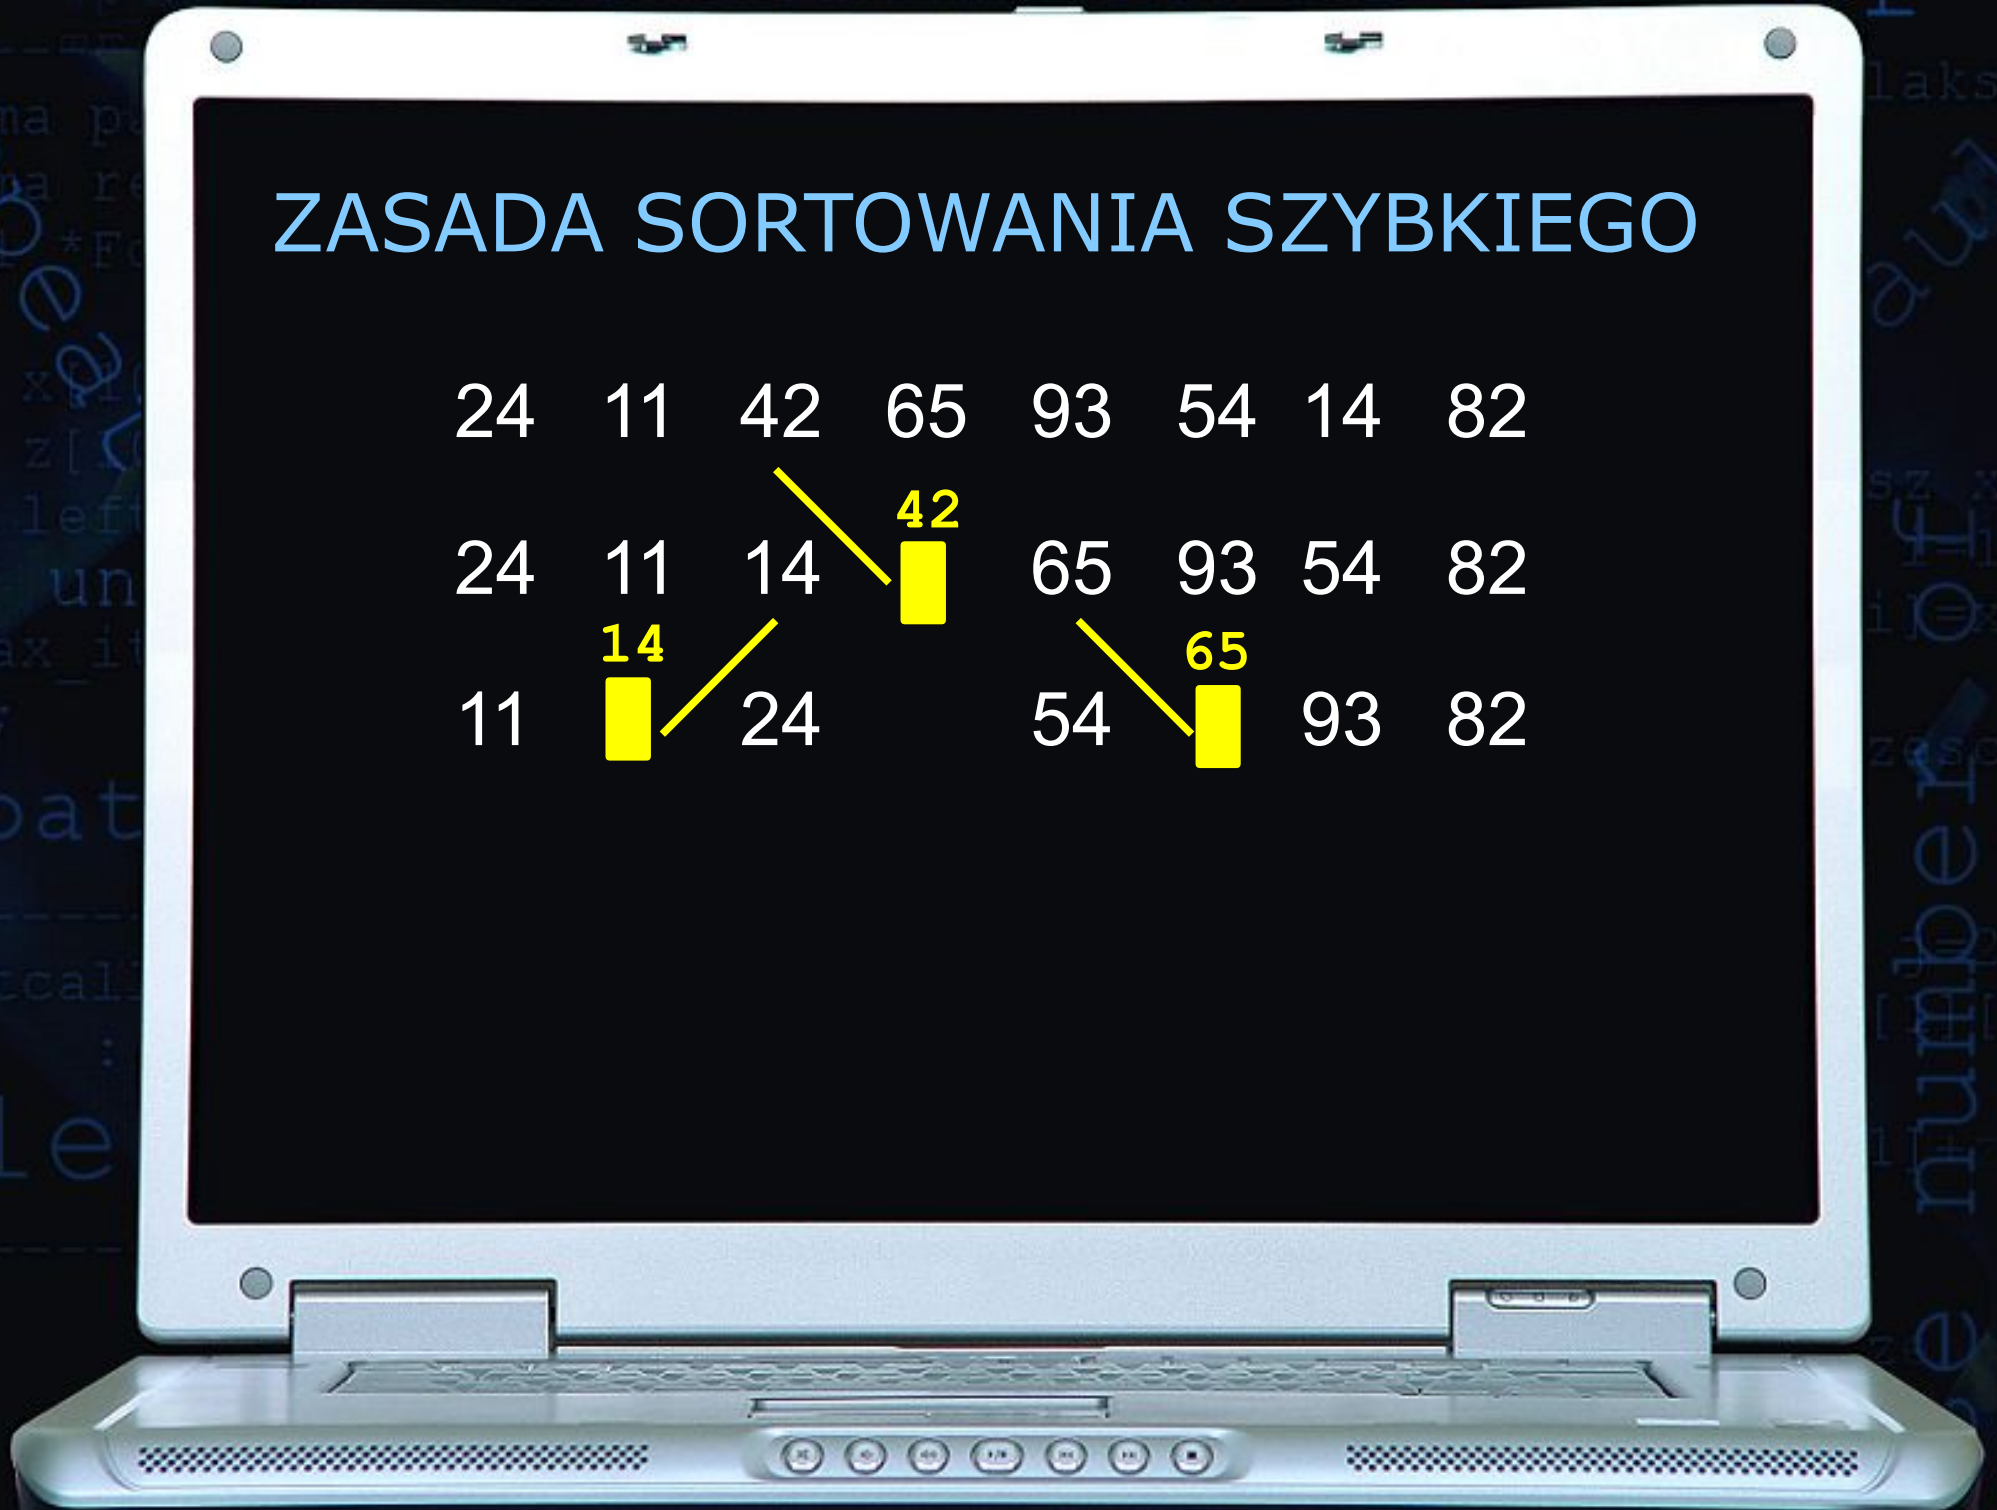 ZASADA SORTOWANIA SZYBKIEGO
24 11 42 65 93 54 14 82
42
24 11 14 65 93 54 82
14 65
11 24 54 93 82